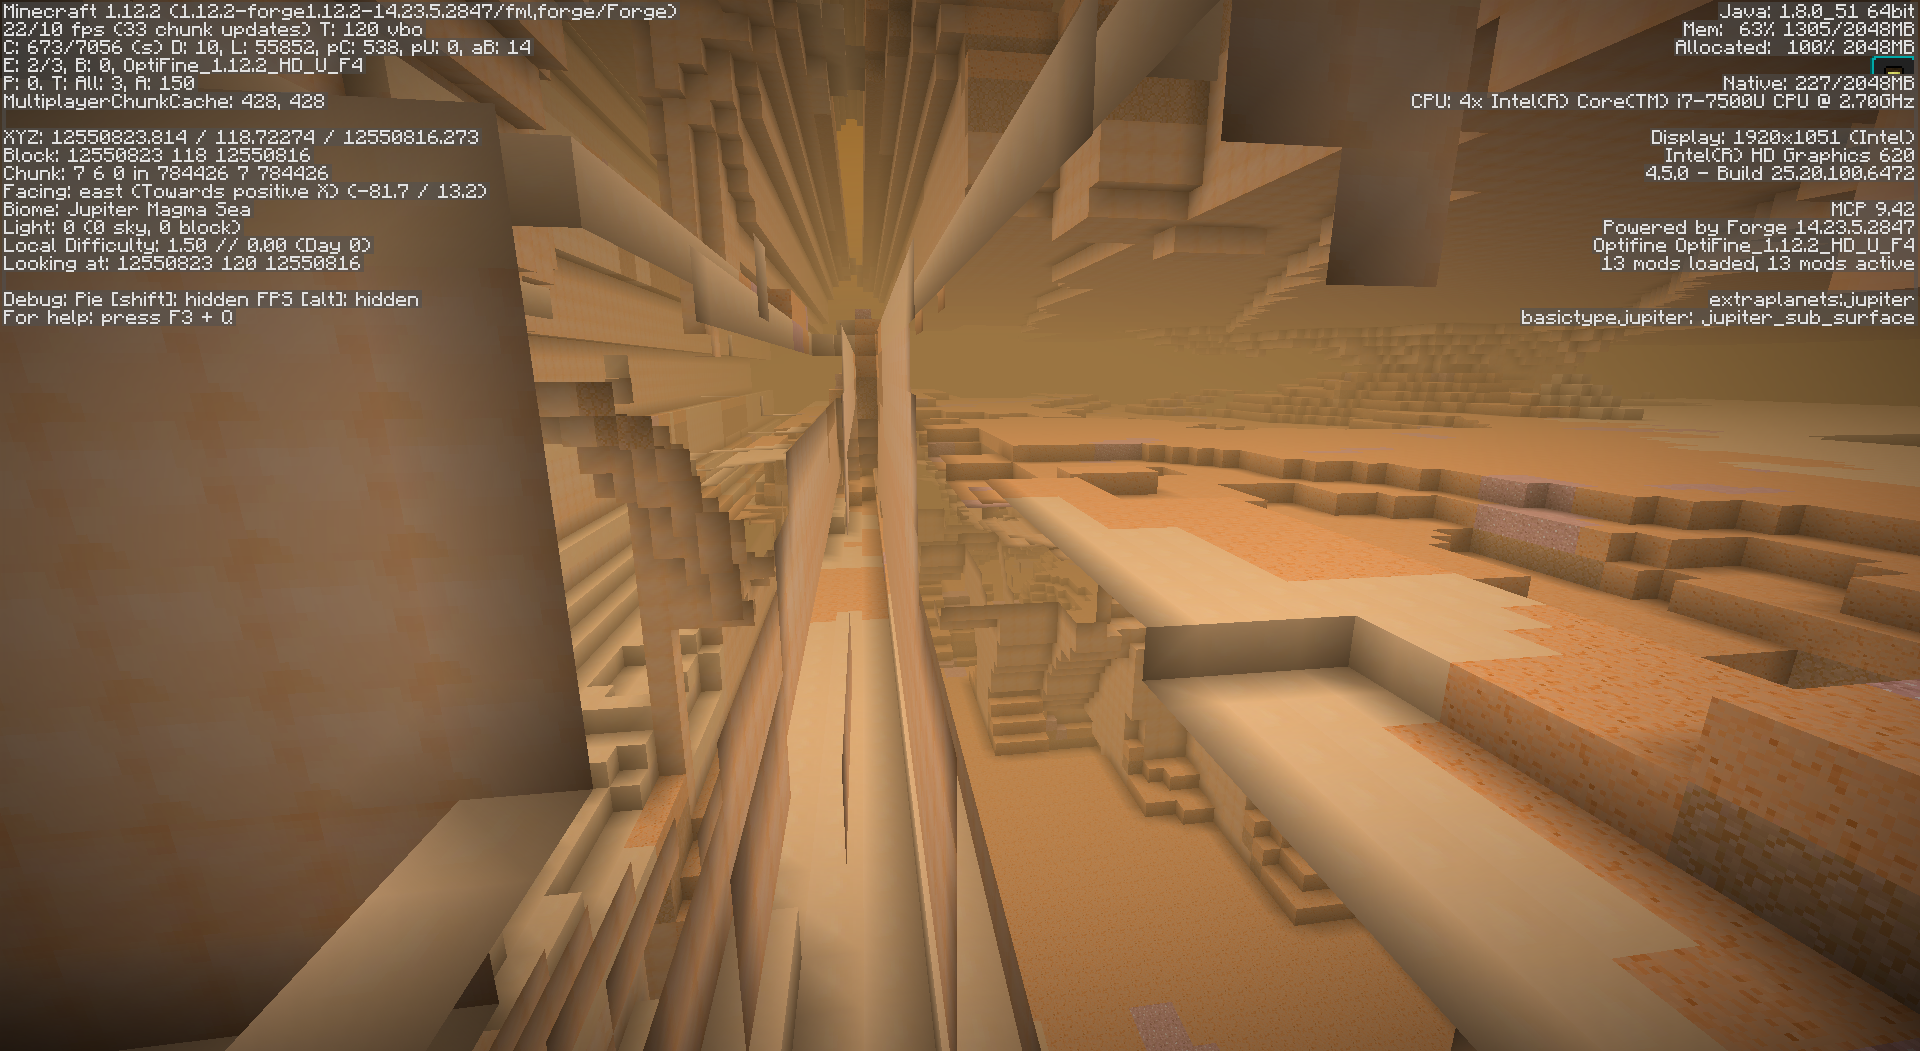 Minecraft 1.12.2 (1.12.2-forge1.12.2-14.23.5.2847/fml,forge/Forge)
22/10 fps (33 chunk updates) T: 120 vbo
C: 673/7056 (s) D: 10, L: 55852, pC: 538, pU: 0, aB: 14
E: 2/3, B: 0, OptiFine_1.12.2_HD_U_F4
P: 0. T: All: 3, A: 150
MultiplayerChunkCache: 428, 428
XYZ: 12550823.814 / 118.72274 / 12550816.273
Block: 12550823 118 12550816
Chunk: 7 6 0 in 784426 7 784426
Facing: east (Towards positive X) (-81.7 / 13.2)
Biome: Jupiter Magma Sea
Light: 0 (0 sky, 0 block)
Local Difficulty: 1.50 // 0.00 (Day 0)
Looking at: 12550823 120 12550816
Debug: Pie [shift]: hidden FPS [alt]: hidden
For help: press F3 + Q
Java: 1.8.0_51 64bit
Mem: 63% 1305/2048MB
Allocated: 100% 2048MB
Native: 227/2048MB
CPU: 4x Intel(R) Core(TM) i7-7500U CPU @ 2.70GHz
Display: 1920x1051 (Intel)
Intel(R) HD Graphics 620
4.5.0 - Build 25.20.100.6472
MCP 9.42
Powered by Forge 14.23.5.2847
Optifine OptiFine_1.12.2_HD_U_F4
13 mods loaded, 13 mods active
extraplanets:jupiter
basictypejupiter: jupiter_sub_surface